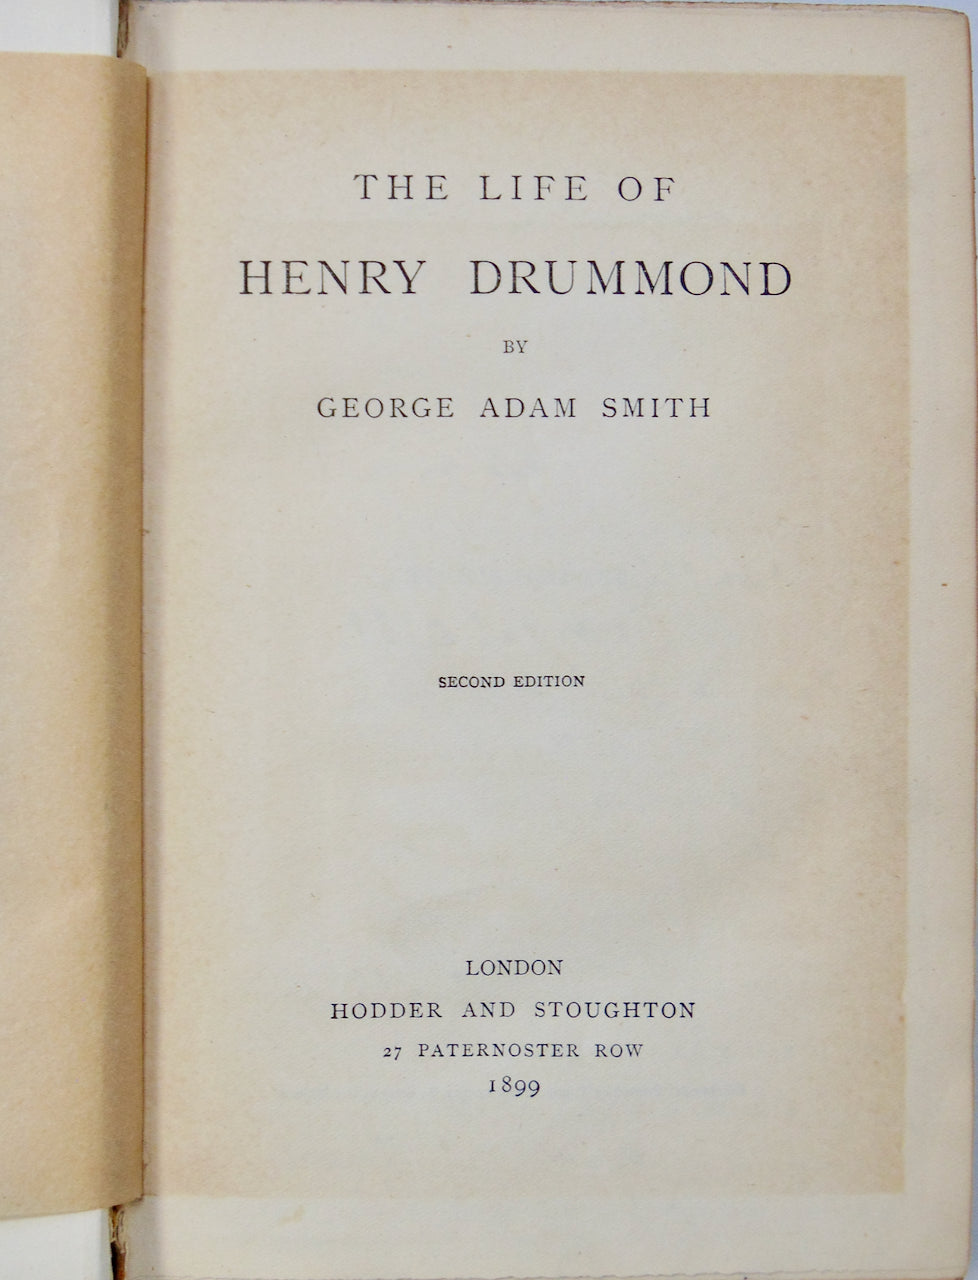 THE LIFE OF
HENRY DRUMMOND
BY
GEORGE ADAM SMITH
SECOND EDITION
LONDON
HODDER AND STOUGHTON
27 PATERNOSTER ROW
1899